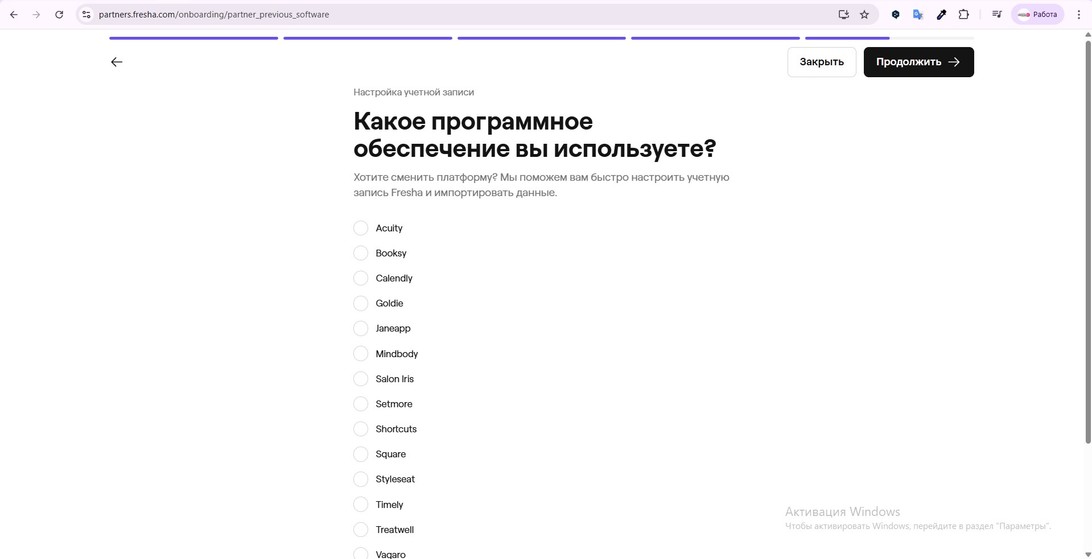 partners.fresha.com/onboarding/partner_previous_software
Работа
Закрыть
Продолжить
Настройка учетной записи
Какое программное
обеспечение вы используете?
Хотите сменить платформу? Мы поможем вам быстро настроить учетную
запись Fresha и импортировать данные.
Acuity
Booksy
Calendly
Goldie
Janeapp
Mindbody
Salon Iris
Setmore
Shortcuts
Square
Styleseat
Timely
Treatwell
Vagaro
Активация Windows
Чтобы активировать Windows, перейдите в раздел "Параметры".